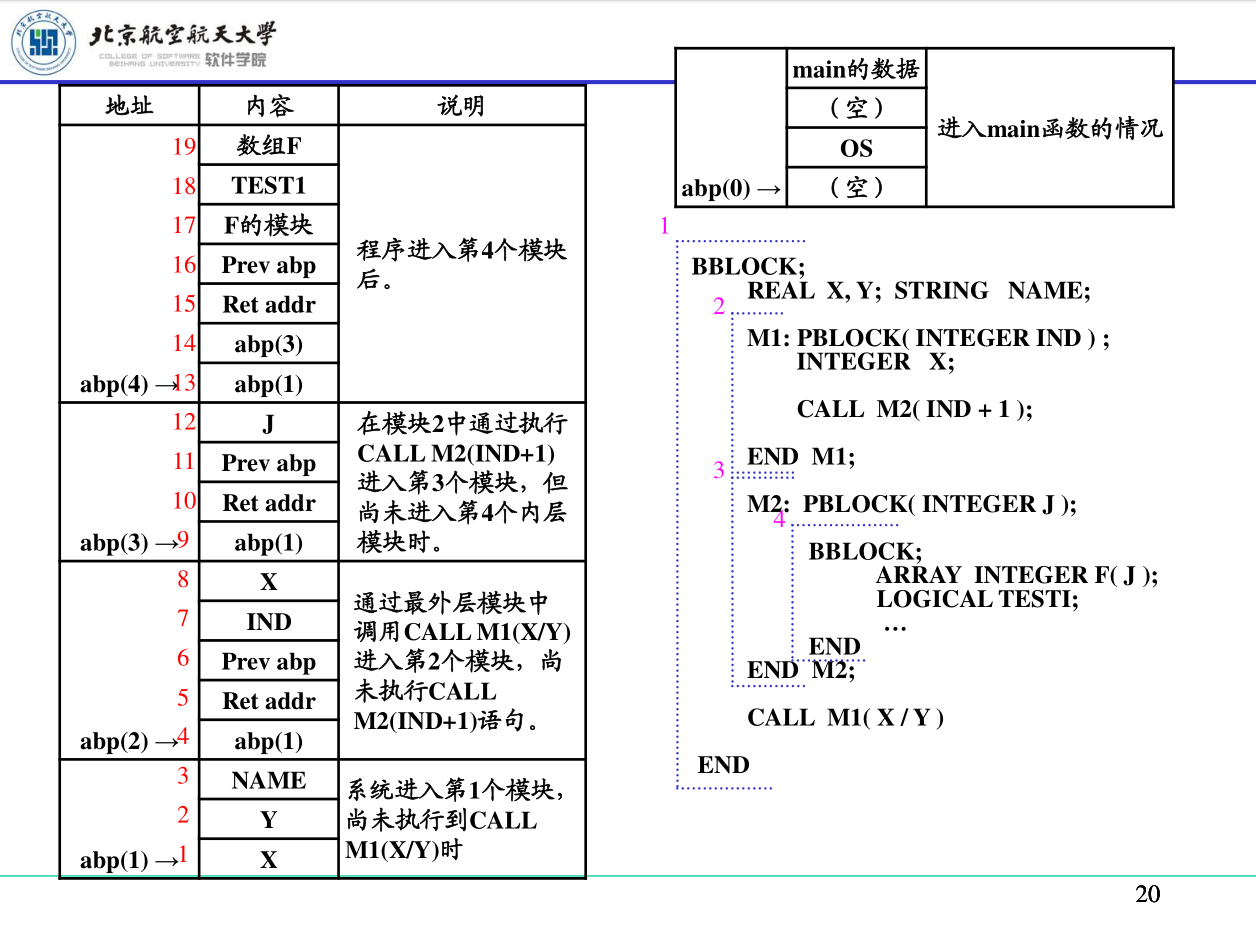 北京航空航天大學
COLLEGE OF SOFTWARE
BEIHANG UNIVERSITY 软件学院
地址 内容 说明
19 数组F
18 TEST1
17 F的模块
16 Prev abp
15 Ret addr
14 abp(3)
abp(4) →13 abp(1)
程序进入第4个模块
后。
12 J
11 Prev abp
10 Ret addr
abp(3) →9 abp(1)
在模块2中通过执行
CALL M2(IND+1)
进入第3个模块，但
尚未进入第4个内层
模块时。
8 X
7 IND
6 Prev abp
5 Ret addr
abp(2) →4 abp(1)
通过最外层模块中
调用CALL M1(X/Y)
进入第2个模块，尚
未执行CALL
M2(IND+1)语句。
3 NAME
2 Y
abp(1) →1 X
系统进入第1个模块，
尚未执行到CALL
M1(X/Y)时
main的数据
（空）
OS
abp(0) → （空）
进入main函数的情况
1
BBLOCK;
REAL X, Y; STRING NAME;
2
M1: PBLOCK( INTEGER IND ) ;
INTEGER X;
CALL M2( IND + 1 );
END M1;
3
M2: PBLOCK( INTEGER J );
4
BBLOCK;
ARRAY INTEGER F( J );
LOGICAL TESTI;
…
END
END M2;
CALL M1( X / Y )
END
20